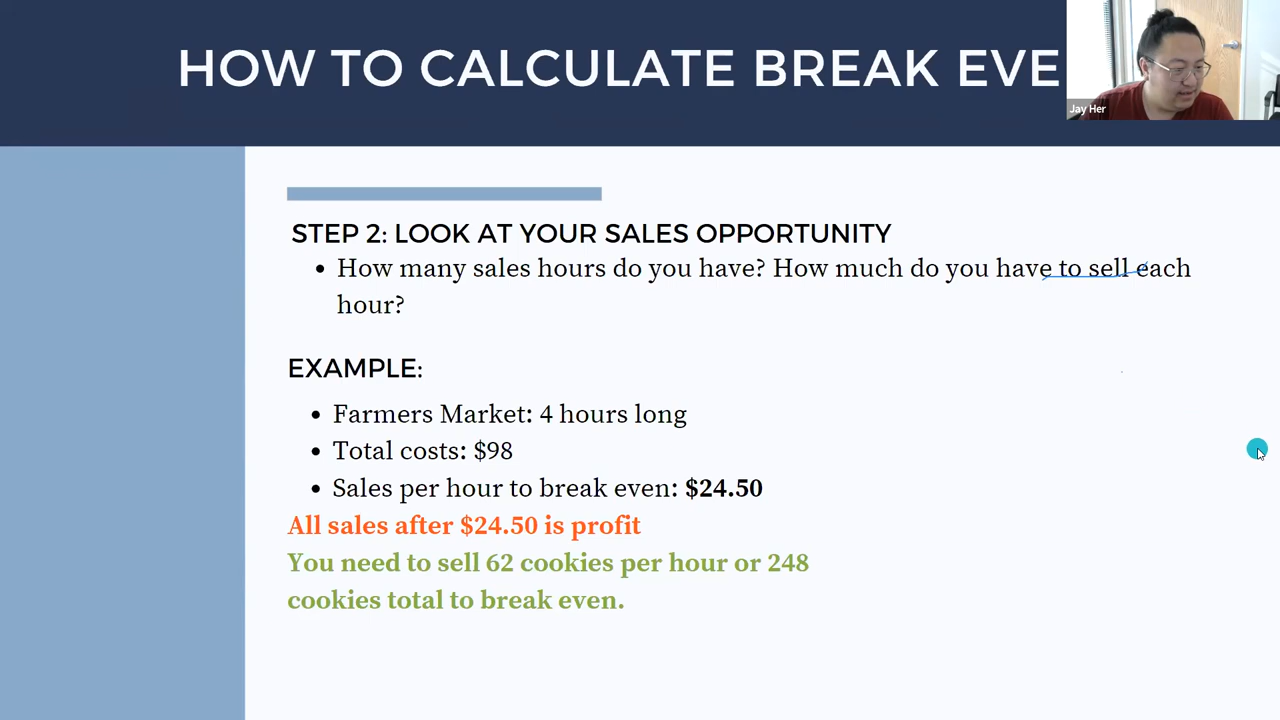 HOW TO CALCULATE BREAK EVE
Jay Her
STEP 2: LOOK AT YOUR SALES OPPORTUNITY
• How many sales hours do you have? How much do you have to sell each
hour?
EXAMPLE:
• Farmers Market: 4 hours long
• Total costs: $98
• Sales per hour to break even: $24.50
All sales after $24.50 is profit
You need to sell 62 cookies per hour or 248
cookies total to break even.